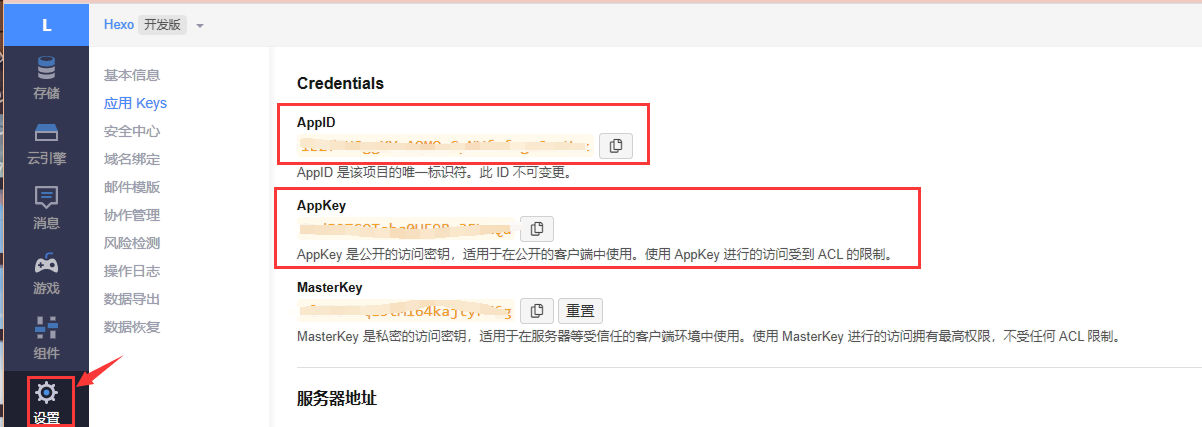 L
Hexo 开发版
存储
云引擎
消息
游戏
组件
设置
基本信息
应用 Keys
安全中心
域名绑定
邮件模版
协作管理
风险检测
操作日志
数据导出
数据恢复
Credentials
AppID
AppID 是该项目的唯一标识符。此 ID 不可变更。
AppKey
AppKey 是公开的访问密钥，适用于在公开的客户端中使用。使用 AppKey 进行的访问受到 ACL 的限制。
MasterKey
重置
MasterKey 是私密的访问密钥，适用于在服务器等受信任的客户端环境中使用。使用 MasterKey 进行的访问拥有最高权限，不受任何 ACL 限制。
服务器地址